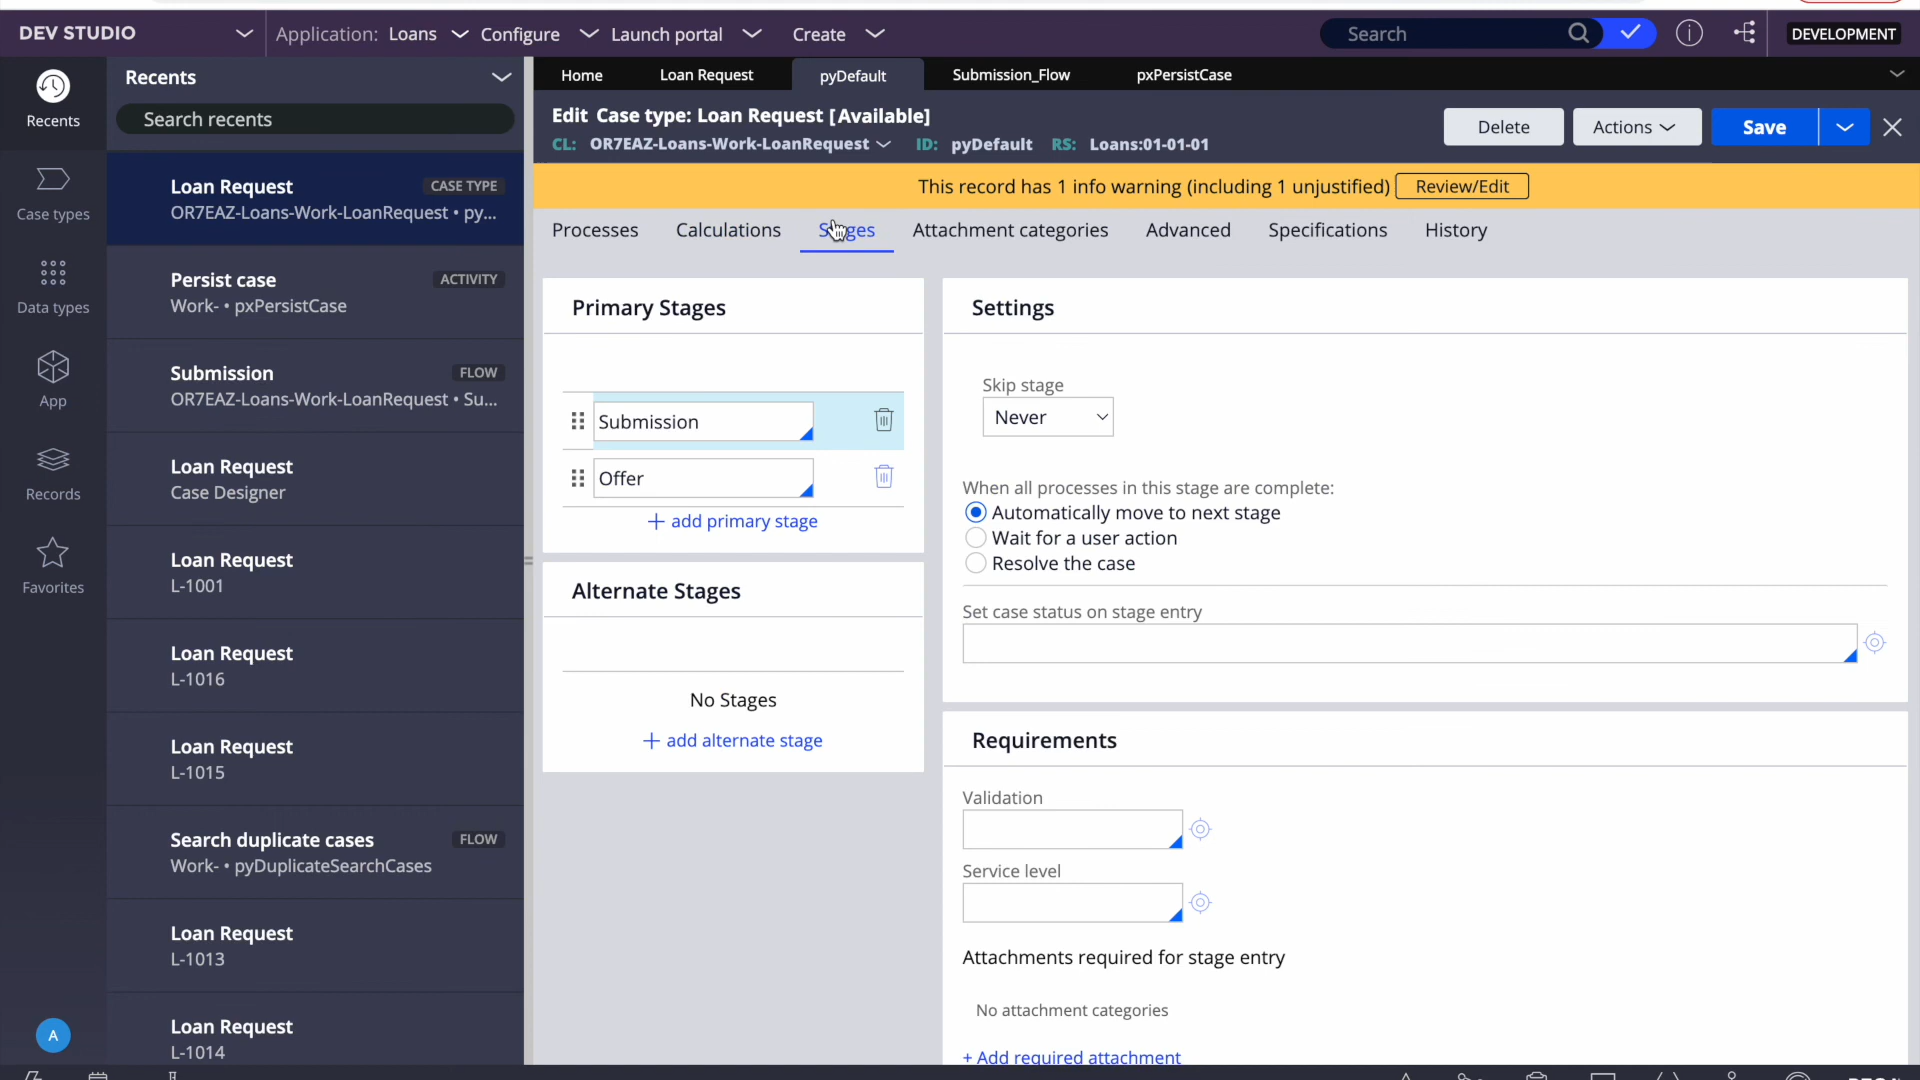 DEV STUDIO
Application: Loans
Configure
Launch portal
Create
Search
DEVELOPMENT
Recents
Case types
Data types
App
Records
Favorites
A
Recents
Search recents
Loan Request CASE TYPE
OR7EAZ-Loans-Work-LoanRequest • py...
Persist case ACTIVITY
Work- • pxPersistCase
Submission FLOW
OR7EAZ-Loans-Work-LoanRequest • Su...
Loan Request
Case Designer
Loan Request
L-1001
Loan Request
L-1016
Loan Request
L-1015
Search duplicate cases FLOW
Work- • pyDuplicateSearchCases
Loan Request
L-1013
Loan Request
L-1014
Home Loan Request pyDefault Submission_Flow pxPersistCase
Edit Case type: Loan Request [Available]
CL: OR7EAZ-Loans-Work-LoanRequest ID: pyDefault RS: Loans:01-01-01
Delete Actions Save
This record has 1 info warning (including 1 unjustified) Review/Edit
Processes Calculations Stages Attachment categories Advanced Specifications History
Primary Stages
Submission
Offer
+ add primary stage
Alternate Stages
No Stages
+ add alternate stage
Settings
Skip stage
Never
When all processes in this stage are complete:
Automatically move to next stage
Wait for a user action
Resolve the case
Set case status on stage entry
Requirements
Validation
Service level
Attachments required for stage entry
No attachment categories
+ Add required attachment